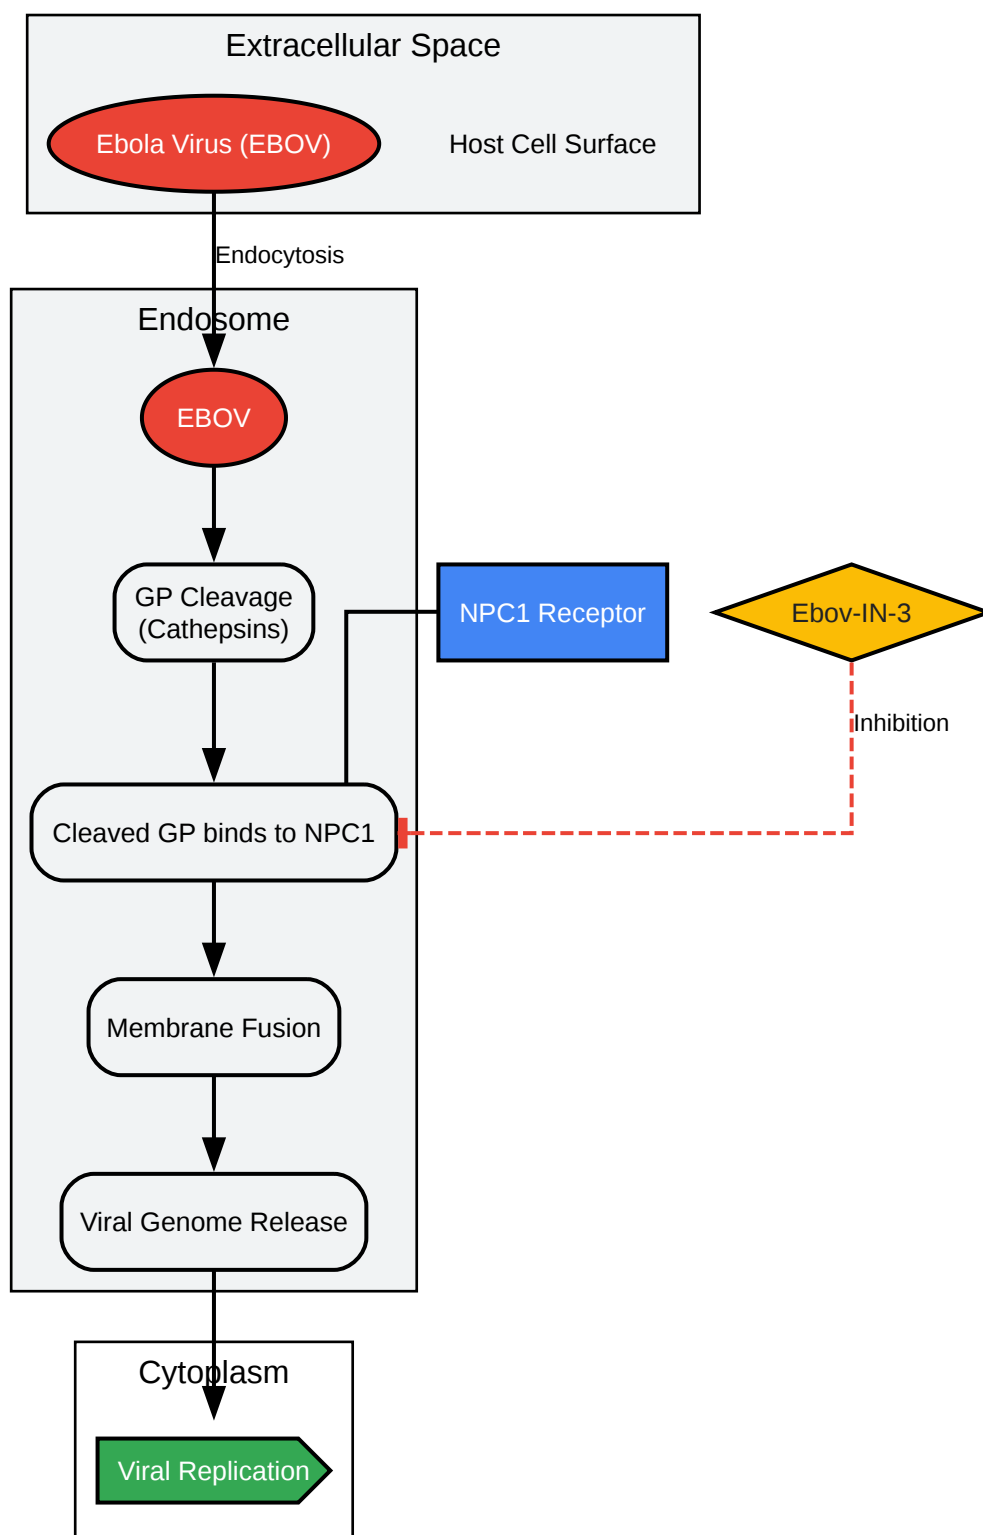 Extracellular Space
Ebola Virus (EBOV)
Host Cell Surface
Endocytosis
Endosome
EBOV
GP Cleavage
(Cathepsins)
NPC1 Receptor
Ebov-IN-3
Inhibition
Cleaved GP binds to NPC1
Membrane Fusion
Viral Genome Release
Cytoplasm
Viral Replication